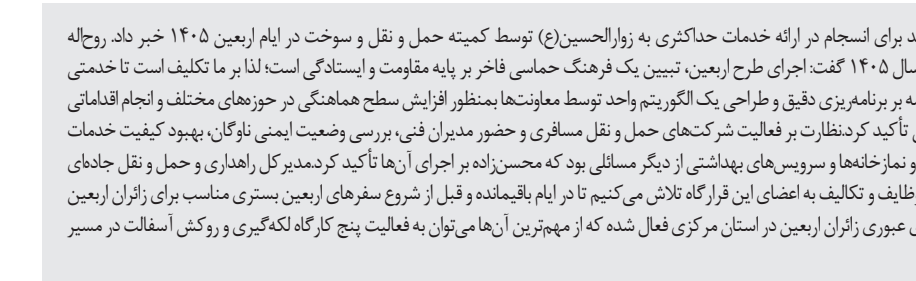 د برای انسجام در ارائه خدمات حداکثری به زوارالحسین(ع) توسط کمیته حمل و نقل و سوخت در ایام اربعین ۱۴۰۵ خبر داد. روح‌اله
سال ۱۴۰۵ گفت: اجرای طرح اربعین، تبیین یک فرهنگ حماسی فاخر بر پایه مقاومت و ایستادگی است؛ لذا بر ما تکلیف است تا خدمتی
ه بر برنامه‌ریزی دقیق و طراحی یک الگوریتم واحد توسط معاونت‌ها بمنظور افزایش سطح هماهنگی در حوزه‌های مختلف و انجام اقداماتی
تأکید کرد.نظارت بر فعالیت شرکت‌های حمل و نقل مسافری و حضور مدیران فنی، بررسی وضعیت ایمنی ناوگان، بهبود کیفیت خدمات
و نمازخانه‌ها و سرویس‌های بهداشتی از دیگر مسائلی بود که محسن‌زاده بر اجرای آن‌ها تأکید کرد.مدیرکل راهداری و حمل و نقل جاده‌ای
وظایف و تکالیف به اعضای این قرارگاه تلاش می‌کنیم تا در ایام باقیمانده و قبل از شروع سفرهای اربعین بستری مناسب برای زائران اربعین
عبوری زائران اربعین در استان مرکزی فعال شده که از مهم‌ترین آن‌ها می‌توان به فعالیت پنج کارگاه لکه‌گیری و روکش آسفالت در مسیر